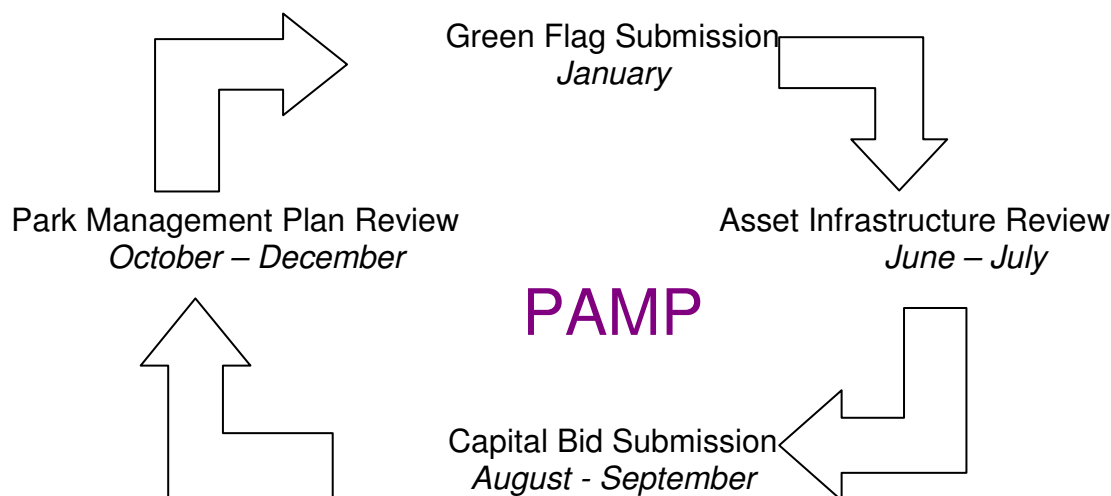 Green Flag Submission
January
Park Management Plan Review
October – December
Asset Infrastructure Review
June – July
PAMP
Capital Bid Submission
August - September